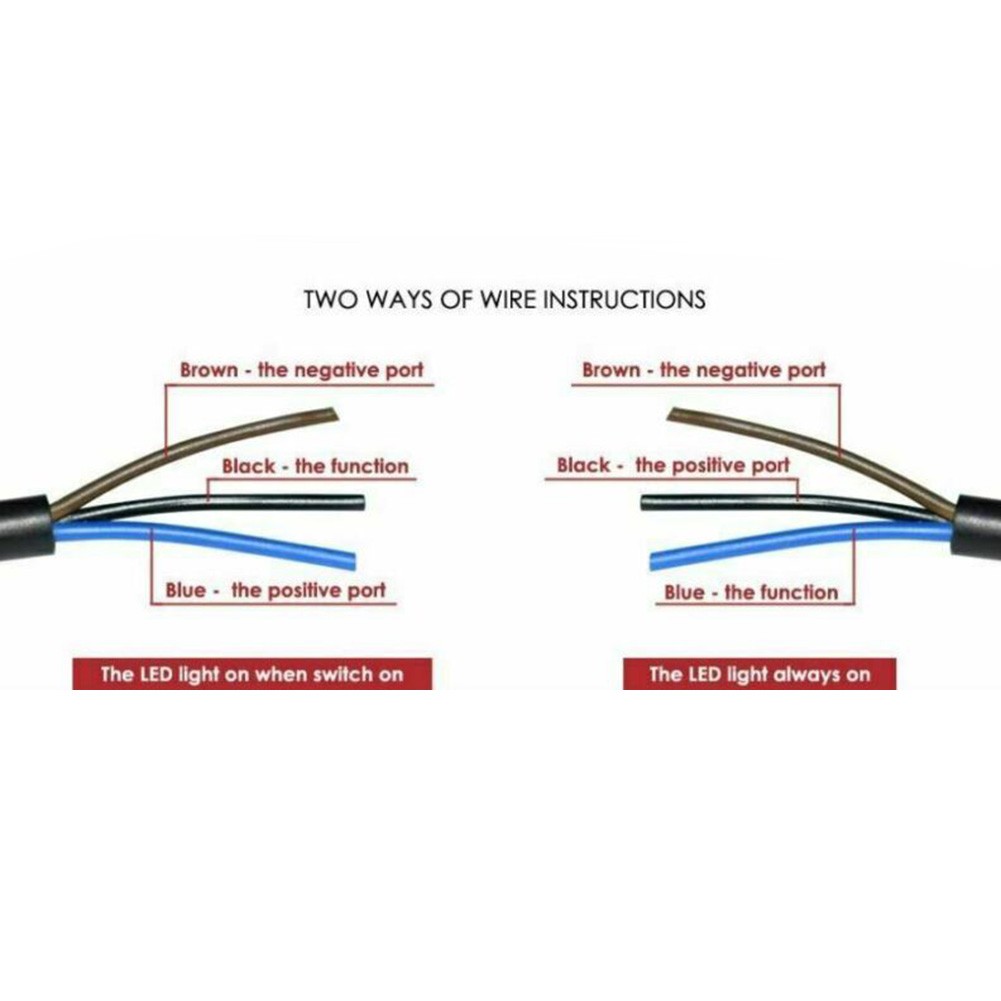 TWO WAYS OF WIRE INSTRUCTIONS
Brown - the negative port
Black - the function
Blue - the positive port
The LED light on when switch on
Brown - the negative port
Black - the positive port
Blue - the function
The LED light always on